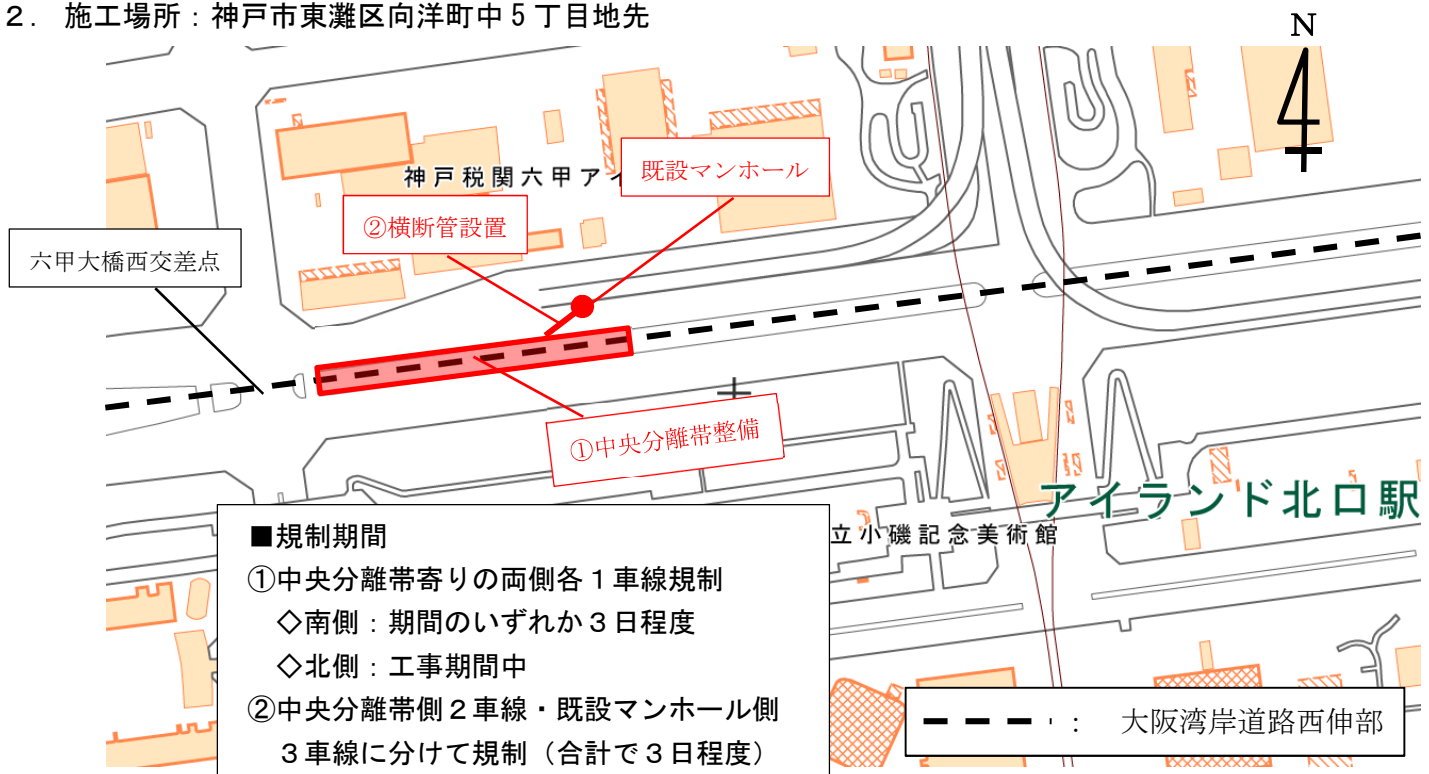 ２．　施工場所：神戸市東灘区向洋町中５丁目地先
N
神戸税関六甲アイ
既設マンホール
②横断管設置
六甲大橋西交差点
①中央分離帯整備
アイランド北口駅
立小磯記念美術館
■規制期間
①中央分離帯寄りの両側各１車線規制
◇南側：期間のいずれか３日程度
◇北側：工事期間中
②中央分離帯側２車線・既設マンホール側
３車線に分けて規制（合計で３日程度）
：　大阪湾岸道路西伸部